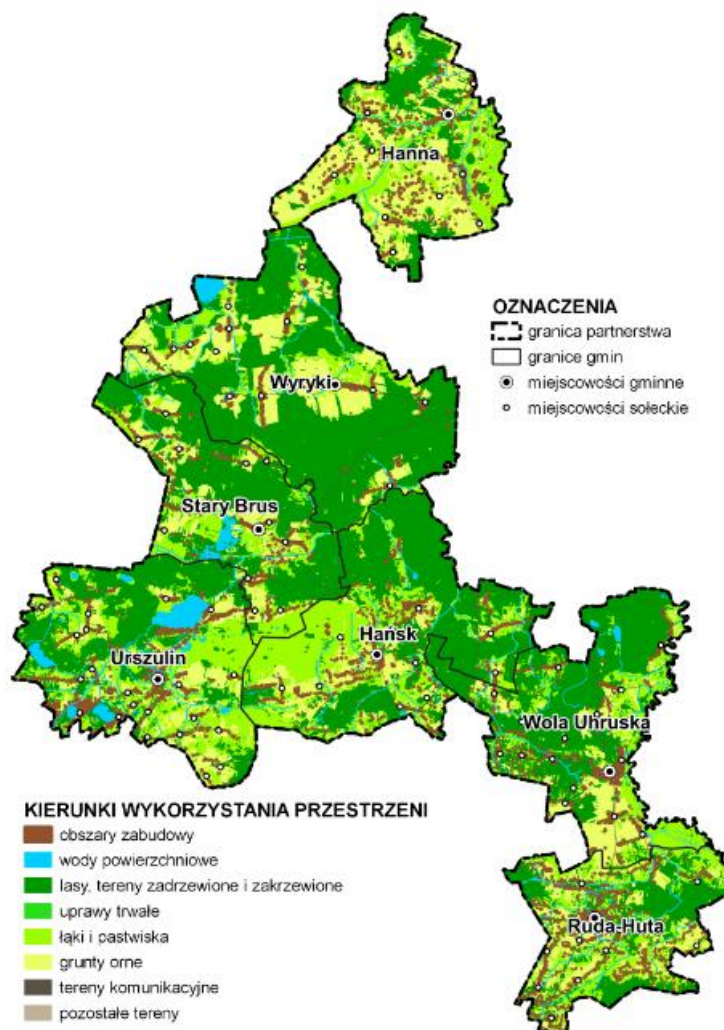 Hanna
OZNACZENIA
granica partnerstwa
granice gmin
miejscowości gminne
miejscowości sołeckie
Wyryki
Stary Brus
Hańsk
Urszulin
Wola Uhruska
KIERUNKI WYKORZYSTANIA PRZESTRZENI
obszary zabudowy
wody powierzchniowe
lasy, tereny zadrzewione i zakrzewione
uprawy trwałe
łąki i pastwiska
grunty orne
tereny komunikacyjne
pozostałe tereny
Ruda-Huta